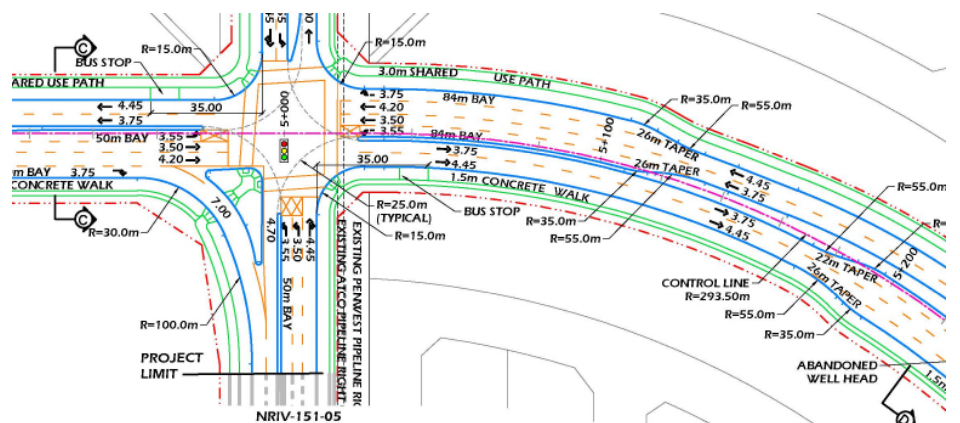 R=15.0m
BUS STOP
ARED USE PATH
4.45
35.00
3.75
50m BAY
3.55
3.50
4.20
m BAY
3.75
CONCRETE WALK
R=30.0m
7.00
R=100.0m
PROJECT
LIMIT
C
C
5+000
4.70
3.55
3.50
4.45
50m BAY
NRIV-151-05
R=15.0m
3.0m SHARED USE PATH
3.75
4.20
3.50
3.55
84m BAY
84m BAY
35.00
3.75
4.45
1.5m CONCRETE WALK
R=25.0m
(TYPICAL)
R=15.0m
BUS STOP
EXISTING PENWEST PIPELINE RIG
EXISTING ATCO PIPELINE RIGHT
5+100
R=35.0m
R=55.0m
26m TAPER
26m TAPER
R=35.0m
R=55.0m
4.45
3.75
3.75
4.45
R=55.0m
R=
CONTROL LINE
R=293.50m
22m TAPER
5+200
26m TAPER
R=55.0m
R=35.0m
ABANDONED
WELL HEAD
1.5m